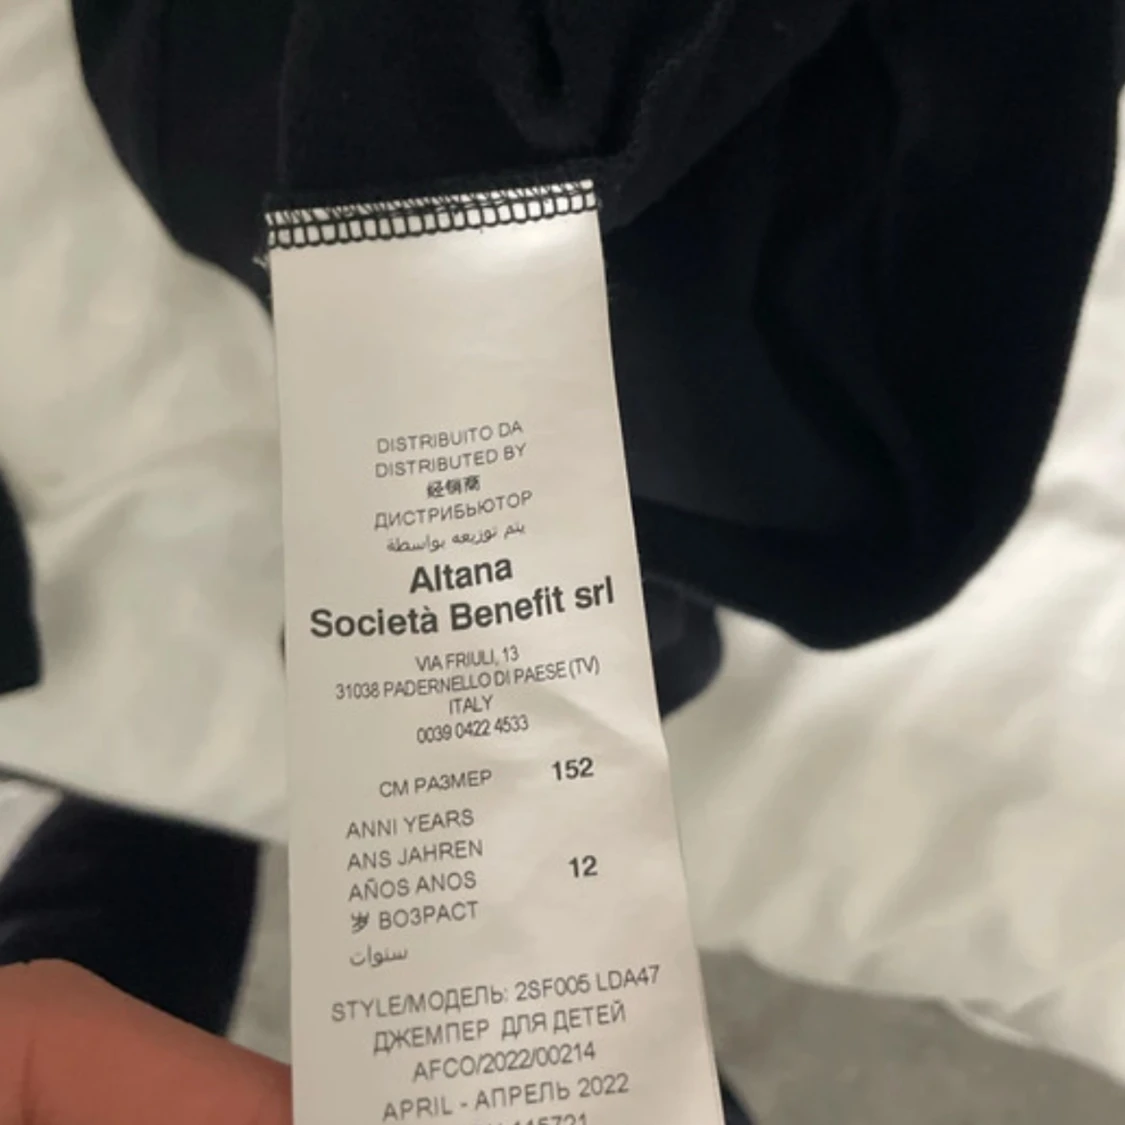 DISTRIBUITO DA
DISTRIBUTED BY
经销商
ДИСТРИБЬЮТОР
يتم توزيعه بواسطة
Altana
Società Benefit srl
VIA FRIULI, 13
31038 PADERNELLO DI PAESE (TV)
ITALY
0039 0422 4533
CM РАЗМЕР 152
ANNI YEARS
ANS JAHREN
AÑOS ANOS 12
岁 ВОЗРАСТ
سنوات
STYLE/МОДЕЛЬ: 2SF005 LDA47
ДЖЕМПЕР ДЛЯ ДЕТЕЙ
AFCO/2022/00214
APRIL - АПРЕЛЬ 2022
115721